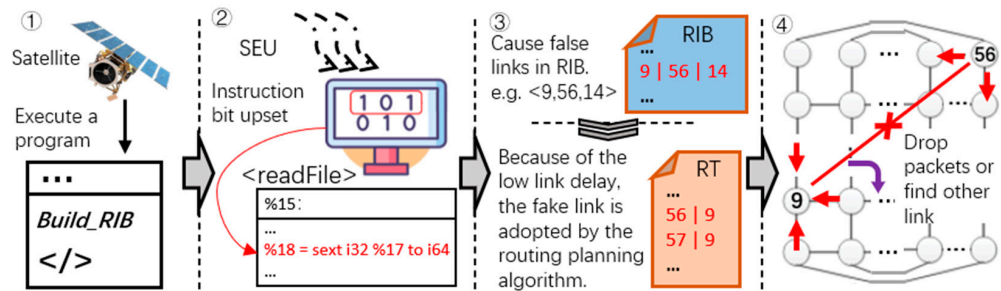 ①
Satellite
Execute a
program
...
Build_RIB
</>
②
SEU
Instruction
bit upset
1 0 1
0 1 0
<readFile>
%15:
...
%18 = sext i32 %17 to i64
...
③
Cause false
links in RIB.
e.g. <9,56,14>
RIB
...
9 | 56 | 14
...
Because of the
low link delay,
the fake link is
adopted by the
routing planning
algorithm.
RT
...
56 | 9
57 | 9
...
④
...
56
...
Drop
packets or
find other
link
9
...
...